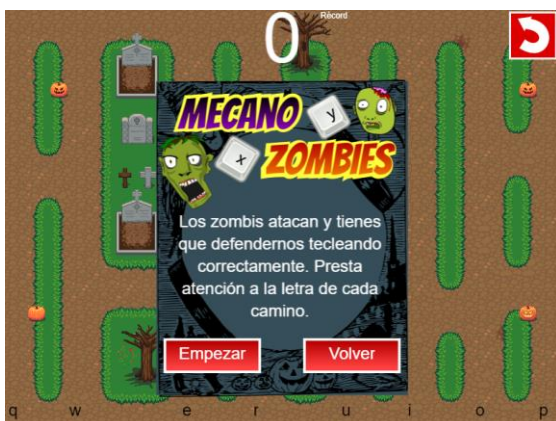 0
Récord
MECANO
y
x
ZOMBIES
Los zombis atacan y tienes
que defendernos tecleando
correctamente. Presta
atención a la letra de cada
camino.
Empezar Volver
q w e r u i o p